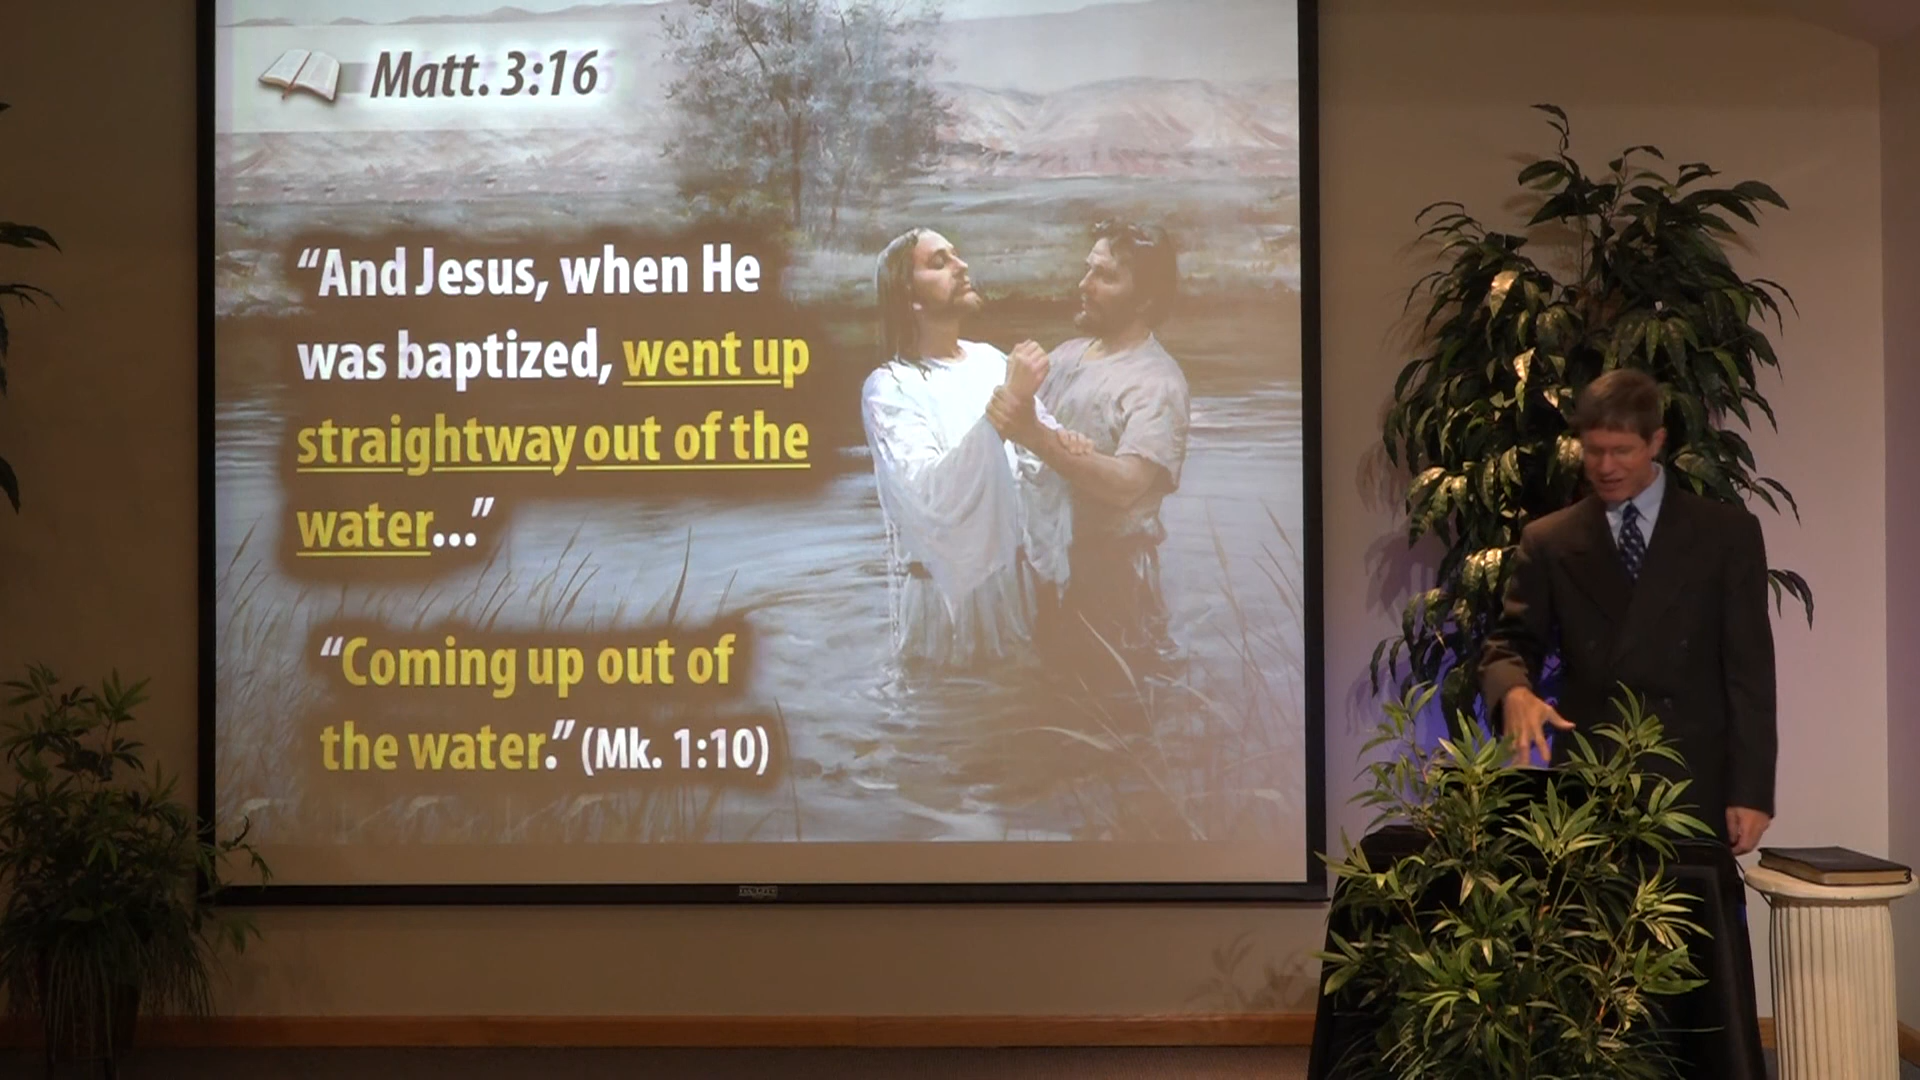 Matt. 3:16
“And Jesus, when He
was baptized, went up
straightway out of the
water...”
“Coming up out of
the water.” (Mk. 1:10)